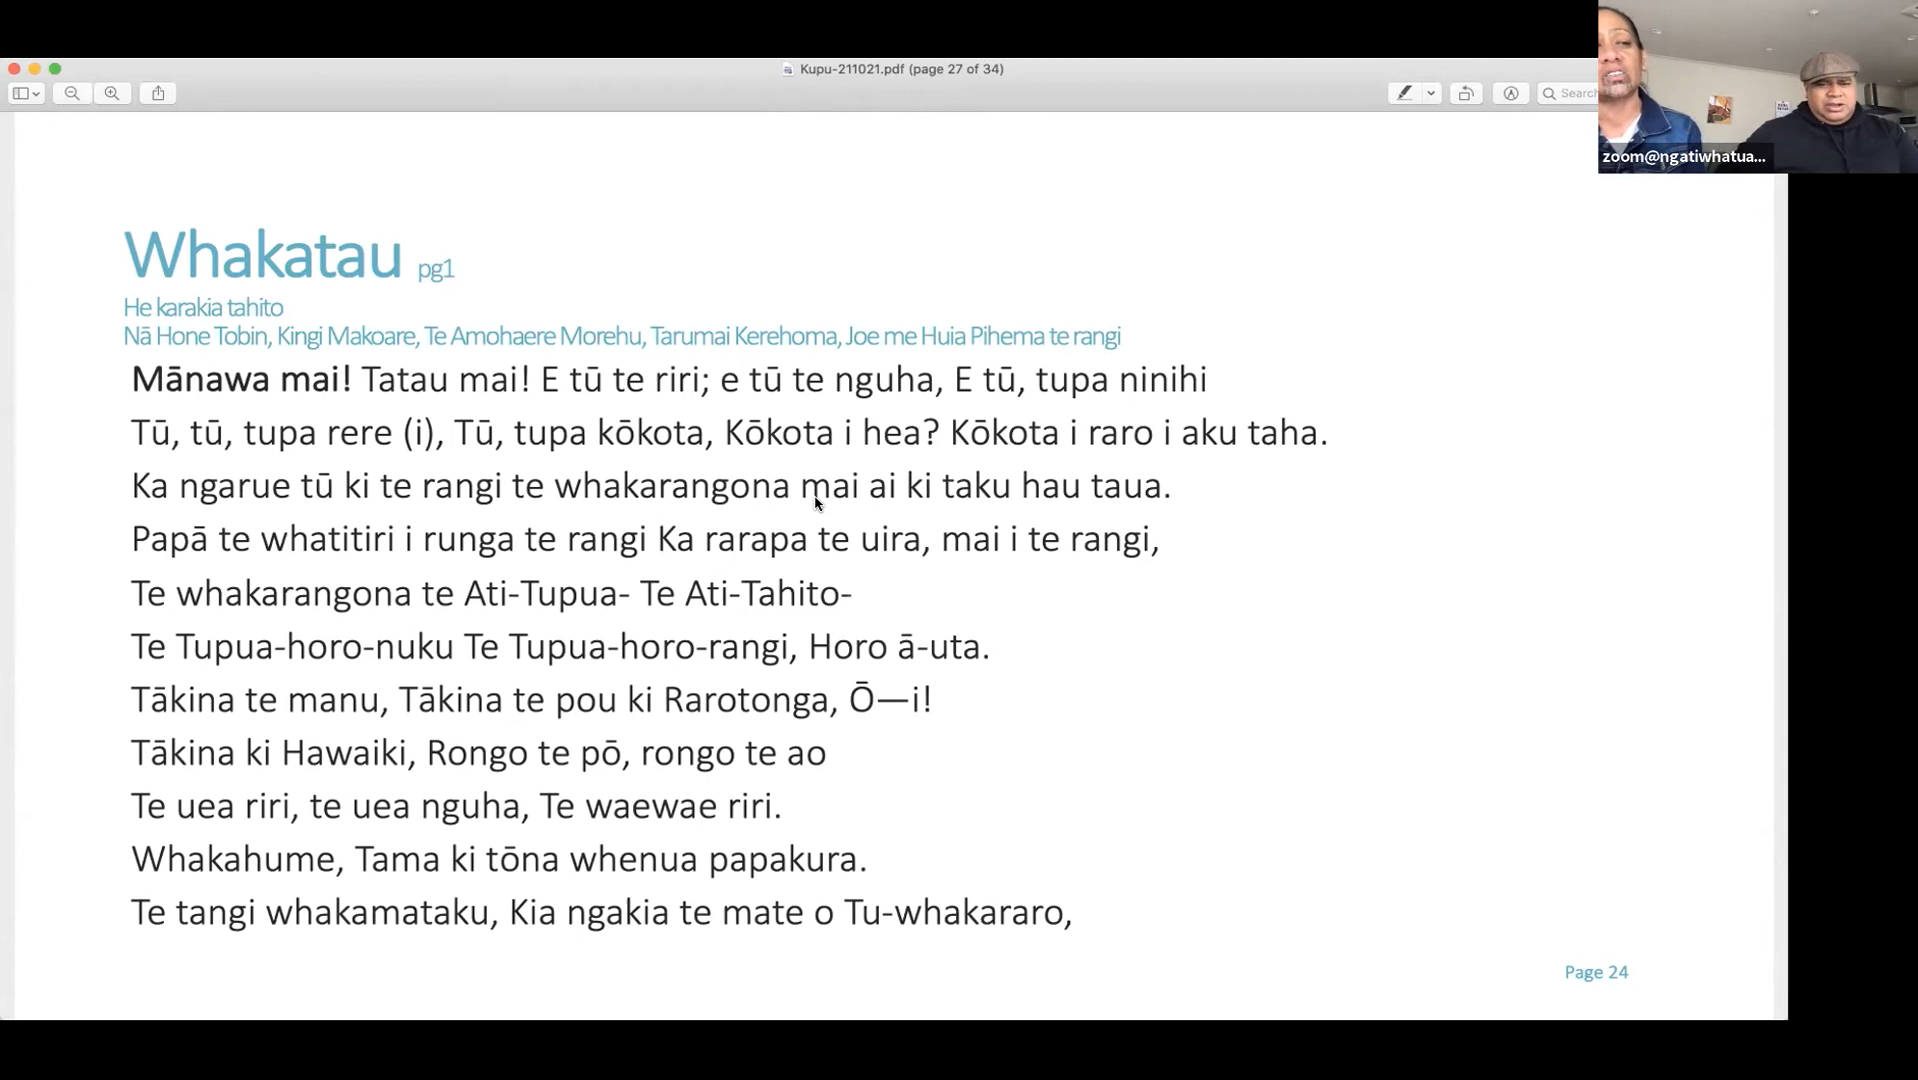 Kupu-211021.pdf (page 27 of 34)
Search
zoom@ngatiwhatua...
Whakatau pg1
He karakia tahito
Nā Hone Tobin, Kingi Makoare, Te Amohaere Morehu, Tarumai Kerehoma, Joe me Huia Pihema te rangi
Mānawa mai! Tatau mai! E tū te riri; e tū te nguha, E tū, tupa ninihi
Tū, tū, tupa rere (i), Tū, tupa kōkota, Kōkota i hea? Kōkota i raro i aku taha.
Ka ngarue tū ki te rangi te whakarangona mai ai ki taku hau taua.
Papā te whatitiri i runga te rangi Ka rarapa te uira, mai i te rangi,
Te whakarangona te Ati-Tupua- Te Ati-Tahito-
Te Tupua-horo-nuku Te Tupua-horo-rangi, Horo ā-uta.
Tākina te manu, Tākina te pou ki Rarotonga, Ō—i!
Tākina ki Hawaiki, Rongo te pō, rongo te ao
Te uea riri, te uea nguha, Te waewae riri.
Whakahume, Tama ki tōna whenua papakura.
Te tangi whakamataku, Kia ngakia te mate o Tu-whakararo,
Page 24